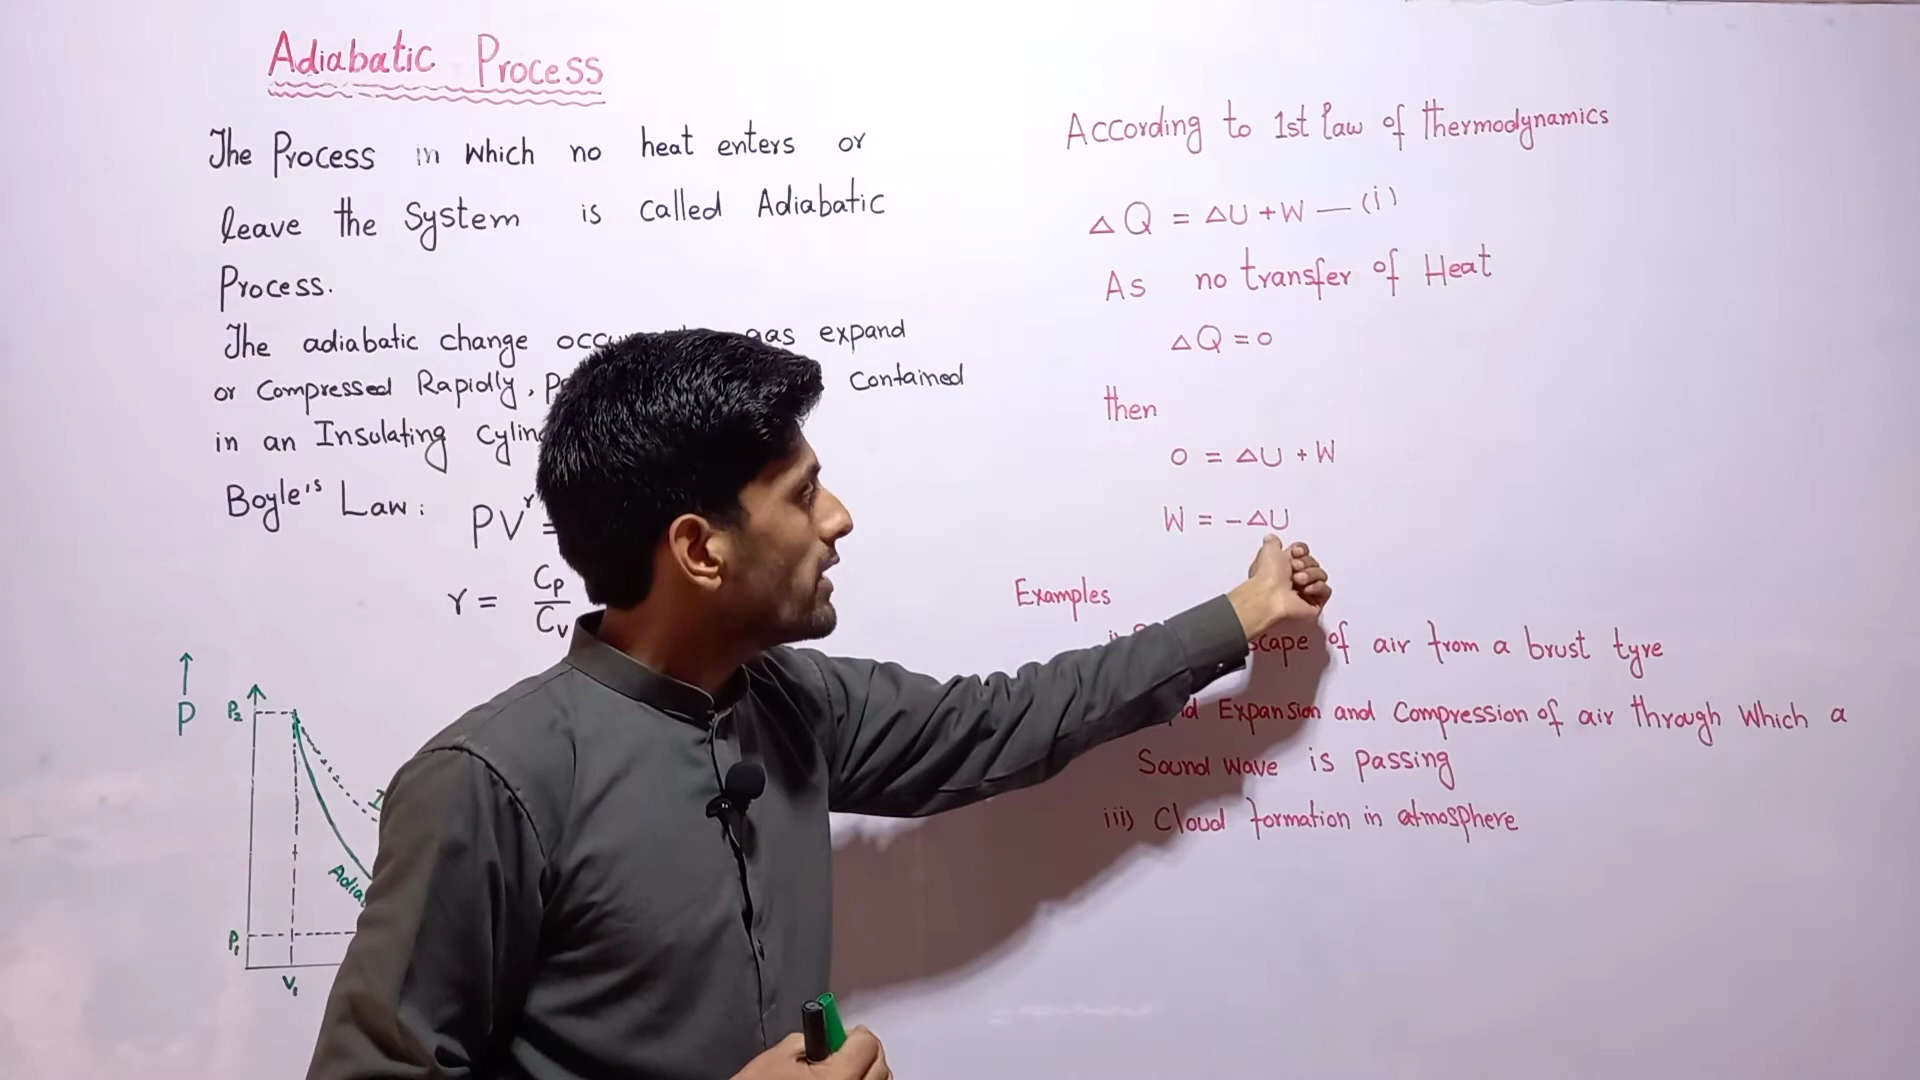 Adiabatic Process
The Process in which no heat enters or
leave the System is called Adiabatic
Process.
The adiabatic change gas expand
or Compressed Rapidly, contained
in an Insulating
Boyle's Law: PVᵞ =
γ = Cp/Cv
P
P₂
P₁
V₁
According to 1st law of thermodynamics
ΔQ = ΔU + W — (i)
As no transfer of Heat
ΔQ = 0
then
0 = ΔU + W
W = -ΔU
Examples
of air from a brust tyre
Expansion and Compression of air through which a
Sound wave is passing
iii) Cloud formation in atmosphere